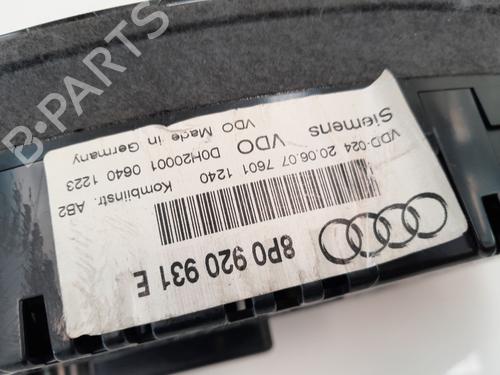 B-PARTS
8P0 920 931 E
Kombiinstr. AB2
VDO D0H20001 0640 1223
VDO Made in Germany
Siemens
VDD-024 20.06.07 7601 1240